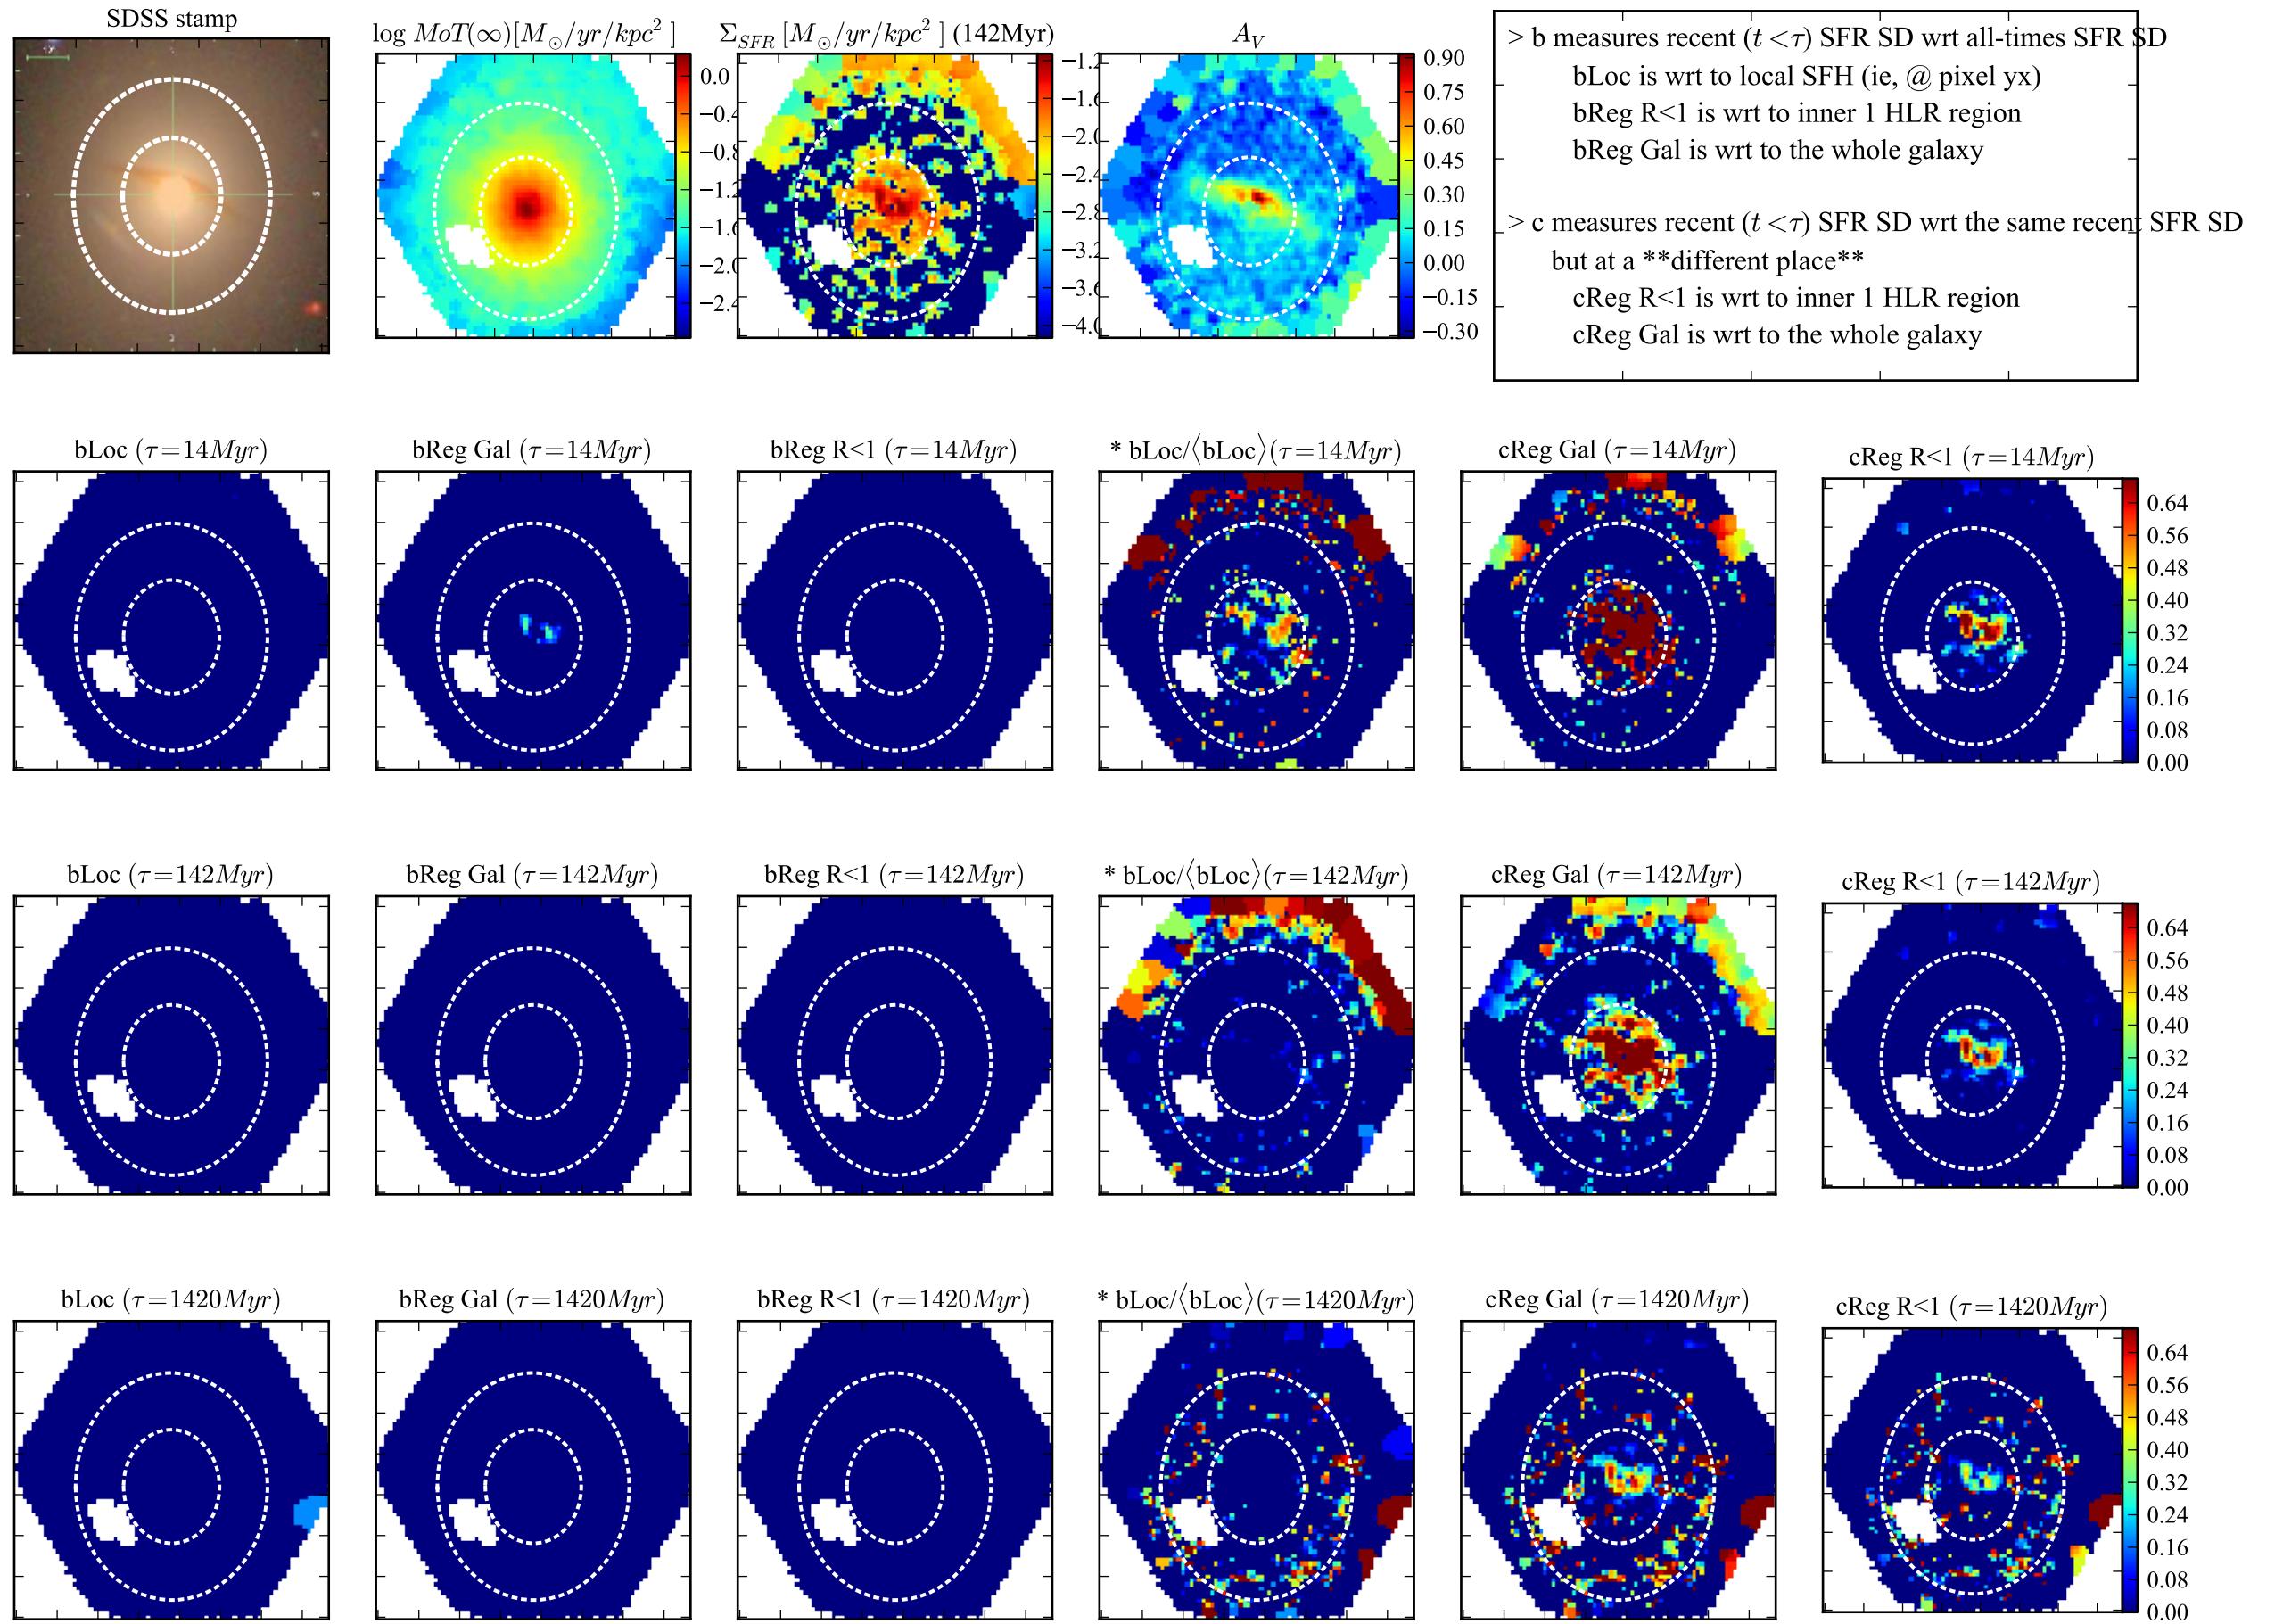 SDSS stamp
log MoT(∞)[M⊙/yr/kpc²]
Σ_SFR [M⊙/yr/kpc²] (142Myr)
A_V
0.0
−0.4
−0.8
−1.2
−1.6
−2.0
−2.4
−1.2
−1.6
−2.0
−2.4
−2.8
−3.2
−3.6
−4.0
0.90
0.75
0.60
0.45
0.30
0.15
0.00
−0.15
−0.30
> b measures recent (t <τ) SFR SD wrt all-times SFR SD
bLoc is wrt to local SFH (ie, @ pixel yx)
bReg R<1 is wrt to inner 1 HLR region
bReg Gal is wrt to the whole galaxy
> c measures recent (t <τ) SFR SD wrt the same recent SFR SD
but at a **different place**
cReg R<1 is wrt to inner 1 HLR region
cReg Gal is wrt to the whole galaxy
bLoc (τ=14Myr)
bReg Gal (τ=14Myr)
bReg R<1 (τ=14Myr)
* bLoc/⟨bLoc⟩(τ=14Myr)
cReg Gal (τ=14Myr)
cReg R<1 (τ=14Myr)
0.64
0.56
0.48
0.40
0.32
0.24
0.16
0.08
0.00
bLoc (τ=142Myr)
bReg Gal (τ=142Myr)
bReg R<1 (τ=142Myr)
* bLoc/⟨bLoc⟩(τ=142Myr)
cReg Gal (τ=142Myr)
cReg R<1 (τ=142Myr)
0.64
0.56
0.48
0.40
0.32
0.24
0.16
0.08
0.00
bLoc (τ=1420Myr)
bReg Gal (τ=1420Myr)
bReg R<1 (τ=1420Myr)
* bLoc/⟨bLoc⟩(τ=1420Myr)
cReg Gal (τ=1420Myr)
cReg R<1 (τ=1420Myr)
0.64
0.56
0.48
0.40
0.32
0.24
0.16
0.08
0.00